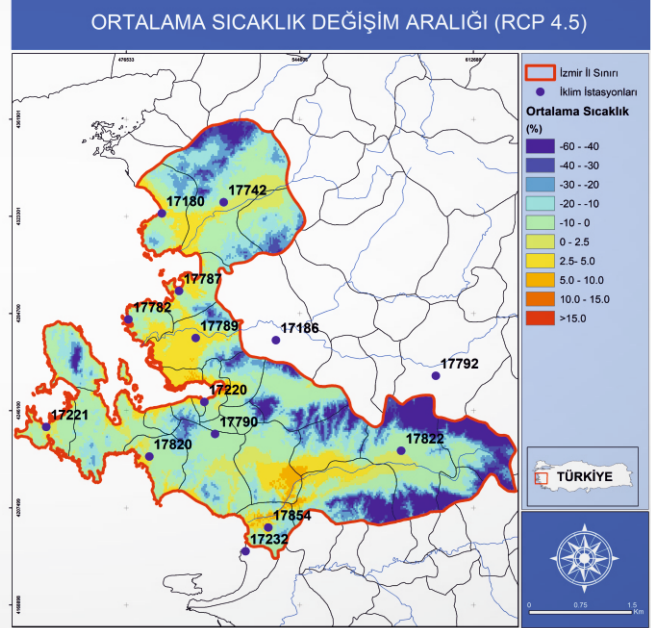 ORTALAMA SICAKLIK DEĞİŞİM ARALIĞI (RCP 4.5)
İzmir İl Sınırı
İklim İstasyonları
Ortalama Sıcaklık
(%)
-60 - -40
-40 - -30
-30 - -20
-20 - -10
-10 - 0
0 - 2.5
2.5- 5.0
5.0 - 10.0
10.0 - 15.0
>15.0
17742
17180
17787
17782
17789
17186
17792
17220
17221
17790
17820
17822
17854
17232
TÜRKİYE
0 0.75 1.5
Km